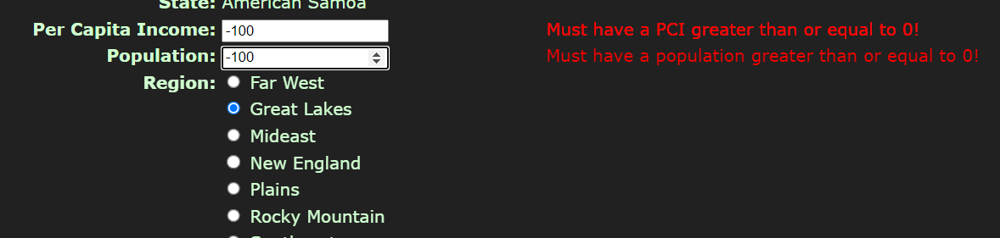 State: American Samoa
Per Capita Income: -100 Must have a PCI greater than or equal to 0!
Population: -100 Must have a population greater than or equal to 0!
Region: Far West
Great Lakes
Mideast
New England
Plains
Rocky Mountain